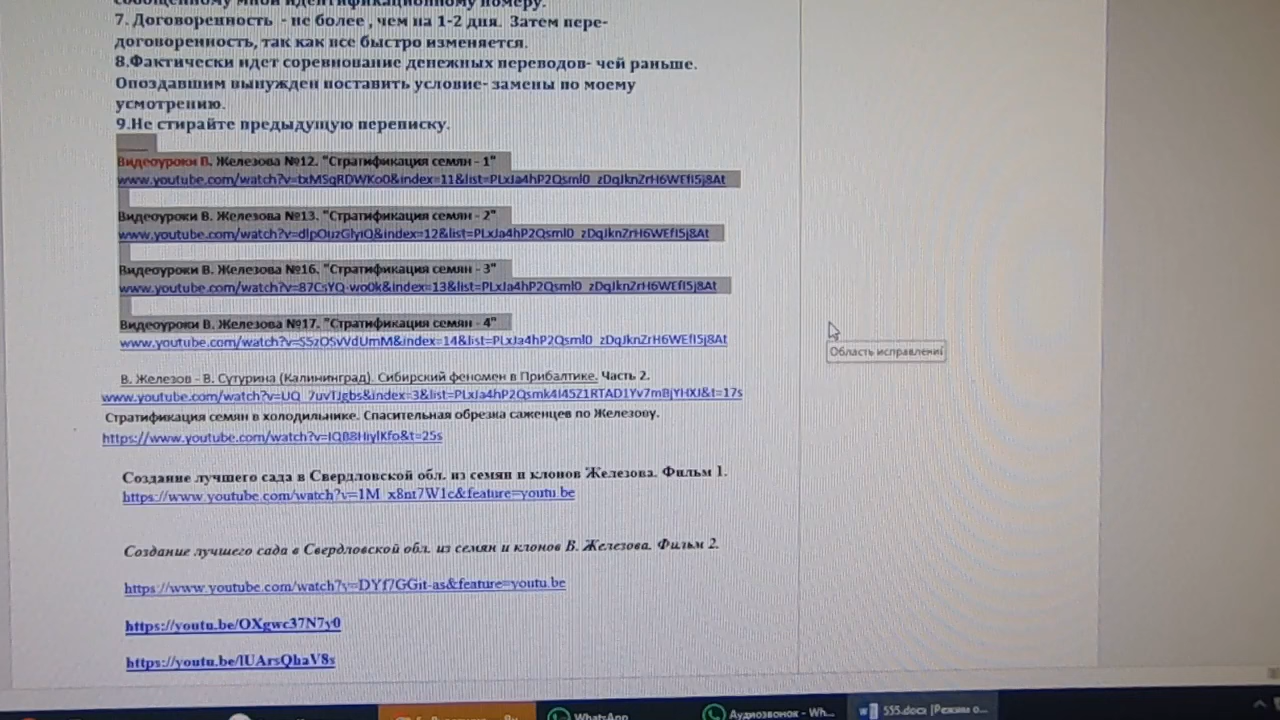 сообщенному мной идентификационному номеру.
7. Договоренность - не более , чем на 1-2 дня. Затем пере-
договоренность, так как все быстро изменяется.
8.Фактически идет соревнование денежных переводов- чей раньше.
Опоздавшим вынужден поставить условие- замены по моему
усмотрению.
9.Не стирайте предыдущую переписку.
Видеоуроки В. Железова №12. "Стратификация семян - 1"
www.youtube.com/watch?v=txMSqRDWKo0&index=11&list=PLxJa4hP2Qsml0_zDqJknZrH6WEfI5j8At
Видеоуроки В. Железова №13. "Стратификация семян - 2"
www.youtube.com/watch?v=dlpOuzGlyiQ&index=12&list=PLxJa4hP2Qsml0_zDqJknZrH6WEfI5j8At
Видеоуроки В. Железова №16. "Стратификация семян - 3"
www.youtube.com/watch?v=87CsYQ-wo0k&index=13&list=PLxJa4hP2Qsml0_zDqJknZrH6WEfI5j8At
Видеоуроки В. Железова №17. "Стратификация семян - 4"
www.youtube.com/watch?v=S5zOSvVdUmM&index=14&list=PLxJa4hP2Qsml0_zDqJknZrH6WEfI5j8At
Область исправлений
В. Железов - В. Сутурина (Калининград). Сибирский феномен в Прибалтике. Часть 2.
www.youtube.com/watch?v=UQ_7uvTJgbs&index=3&list=PLxJa4hP2Qsmk4I45Z1RTAD1Yv7mBjYHXJ&t=17s
Стратификация семян в холодильнике. Спасительная обрезка саженцев по Железову.
https://www.youtube.com/watch?v=IQB8HiylKfo&t=25s
Создание лучшего сада в Свердловской обл. из семян и клонов Железова. Фильм 1.
https://www.youtube.com/watch?v=1M_x8nt7W1c&feature=youtu.be
Создание лучшего сада в Свердловской обл. из семян и клонов В. Железова. Фильм 2.
https://www.youtube.com/watch?v=DYf7GGit-as&feature=youtu.be
https://youtu.be/OXgwc37N7y0
https://youtu.be/lUArsQhaV8s
WhatsApp
Аудиозвонок - Wh...
555.docx [Режим о...